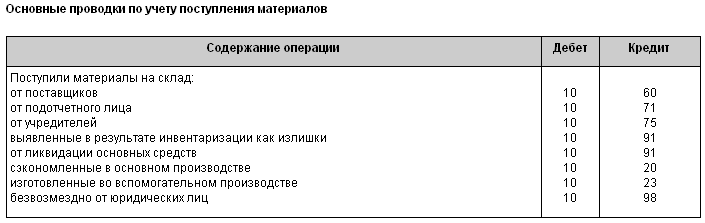 Основные проводки по учету поступления материалов
Содержание операции Дебет Кредит
Поступили материалы на склад:
от поставщиков 10 60
от подотчетного лица 10 71
от учредителей 10 75
выявленные в результате инвентаризации как излишки 10 91
от ликвидации основных средств 10 91
сэкономленные в основном производстве 10 20
изготовленные во вспомогательном производстве 10 23
безвозмездно от юридических лиц 10 98